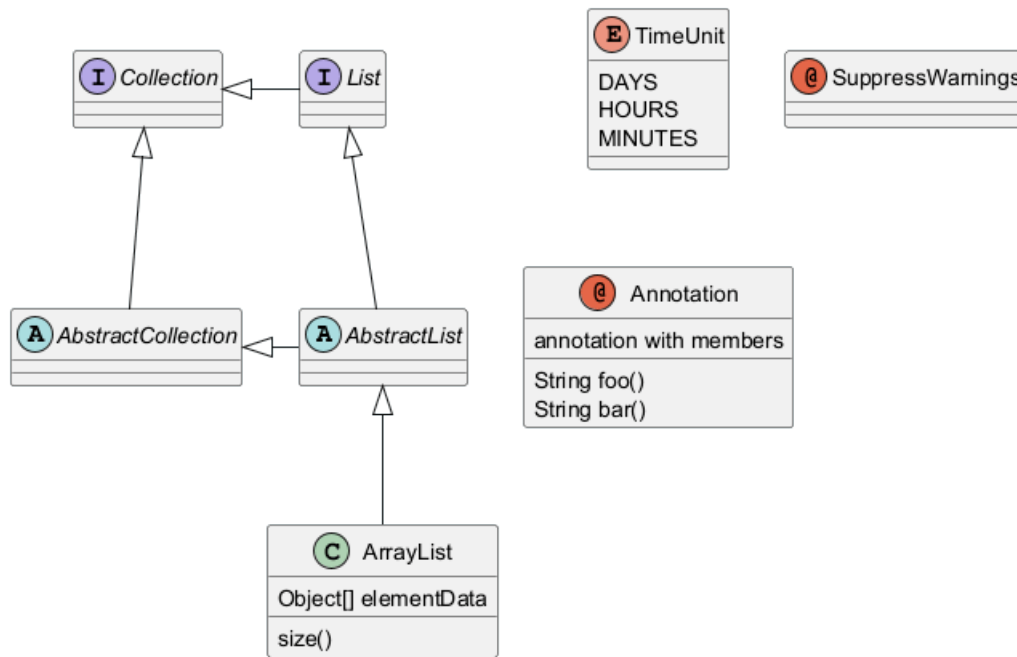 I Collection
I List
E TimeUnit
DAYS
HOURS
MINUTES
@ SuppressWarnings
A AbstractCollection
A AbstractList
@ Annotation
annotation with members
String foo()
String bar()
C ArrayList
Object[] elementData
size()